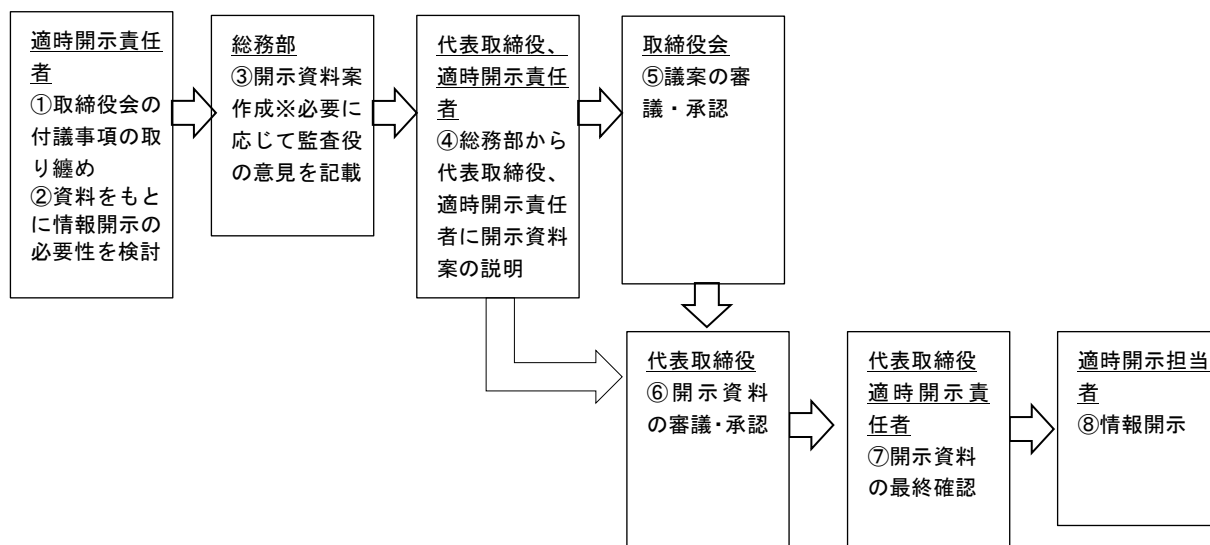 適時開示責任
者
①取締役会の
付議事項の取
り纏め
②資料をもと
に情報開示の
必要性を検討
総務部
③開示資料案
作成※必要に
応じて監査役
の意見を記載
代表取締役、
適時開示責任
者
④総務部から
代表取締役、
適時開示責任
者に開示資料
案の説明
取締役会
⑤議案の審
議・承認
代表取締役
⑥開示資料
の審議・承認
代表取締役
適時開示責
任者
⑦開示資料
の最終確認
適時開示担当
者
⑧情報開示